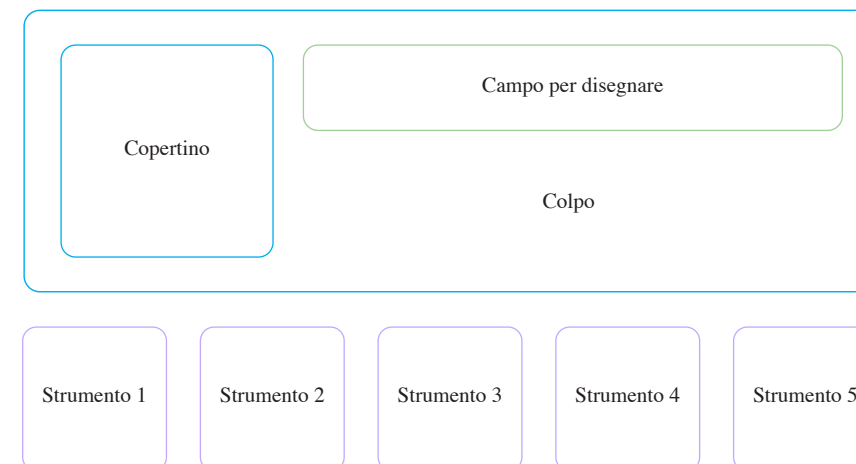 Campo per disegnare
Copertino
Colpo
Strumento 1
Strumento 2
Strumento 3
Strumento 4
Strumento 5